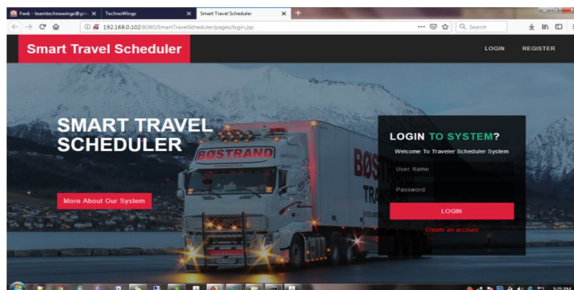 TechnoWings
Smart Travel Scheduler
192.168.0.102:8080/SmartTravelScheduler/pages/login.jsp
Search
Smart Travel Scheduler
LOGIN
REGISTER
SMART TRAVEL
SCHEDULER
More About Our System
BØSTRAND
LOGIN TO SYSTEM?
Welcome To Traveler Scheduler System
User Name
Password
LOGIN
Create an account